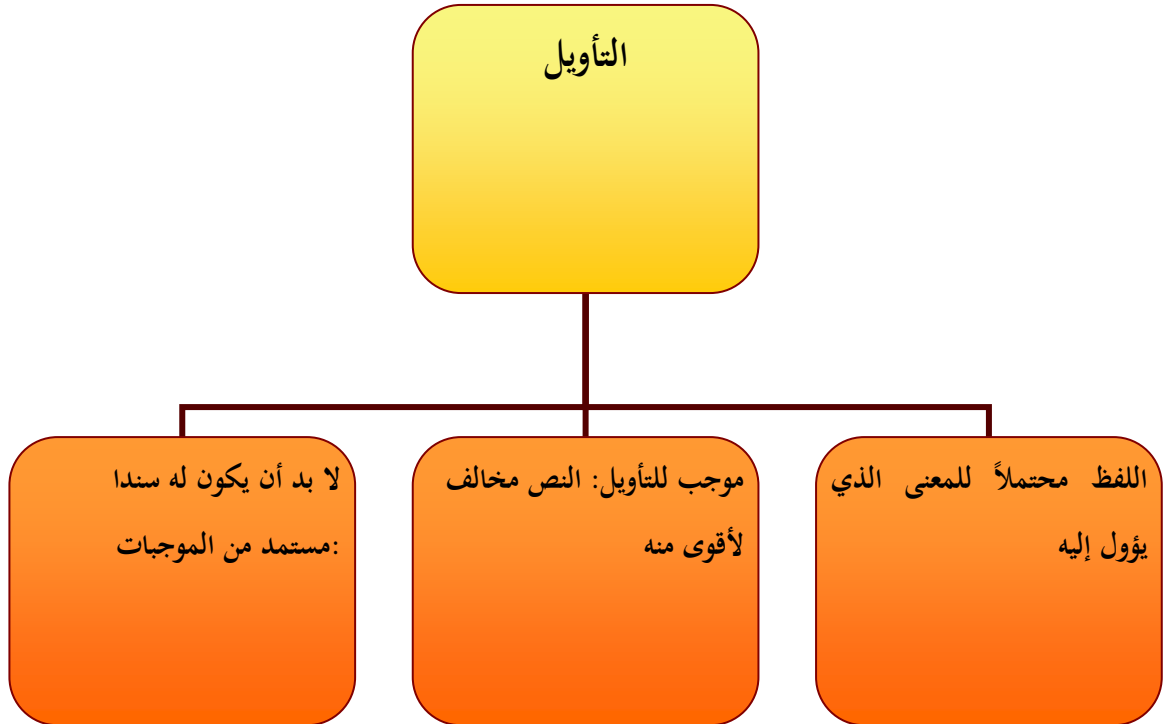 التأويل
اللفظ محتملاً للمعنى الذي
يؤول إليه
موجب للتأويل: النص مخالف
لأقوى منه
لا بد أن يكون له سندا
مستمد من الموجبات: